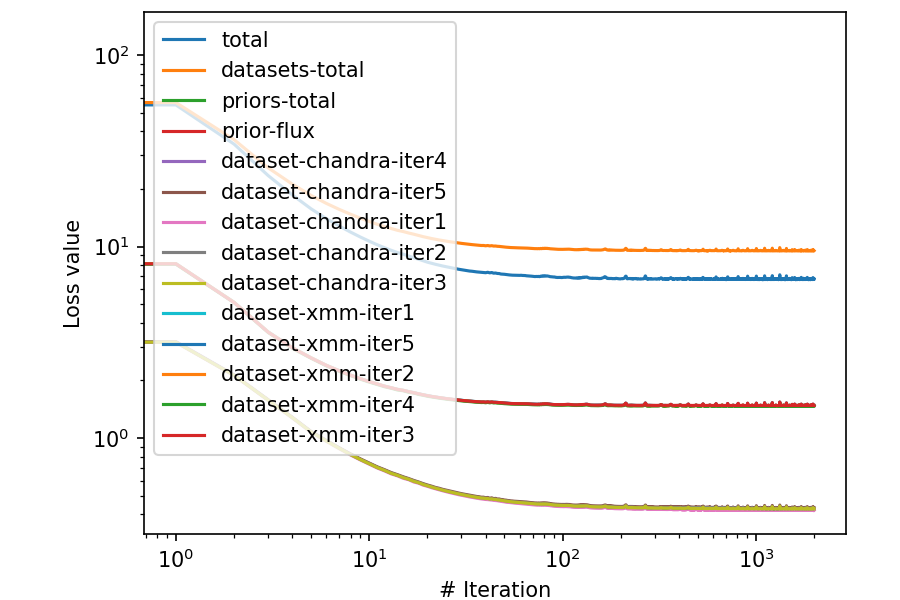 total
datasets-total
priors-total
prior-flux
dataset-chandra-iter4
dataset-chandra-iter5
dataset-chandra-iter1
dataset-chandra-iter2
dataset-chandra-iter3
dataset-xmm-iter1
dataset-xmm-iter5
dataset-xmm-iter2
dataset-xmm-iter4
dataset-xmm-iter3
Loss value
10²
10¹
10⁰
10⁰ 10¹ 10² 10³
# Iteration